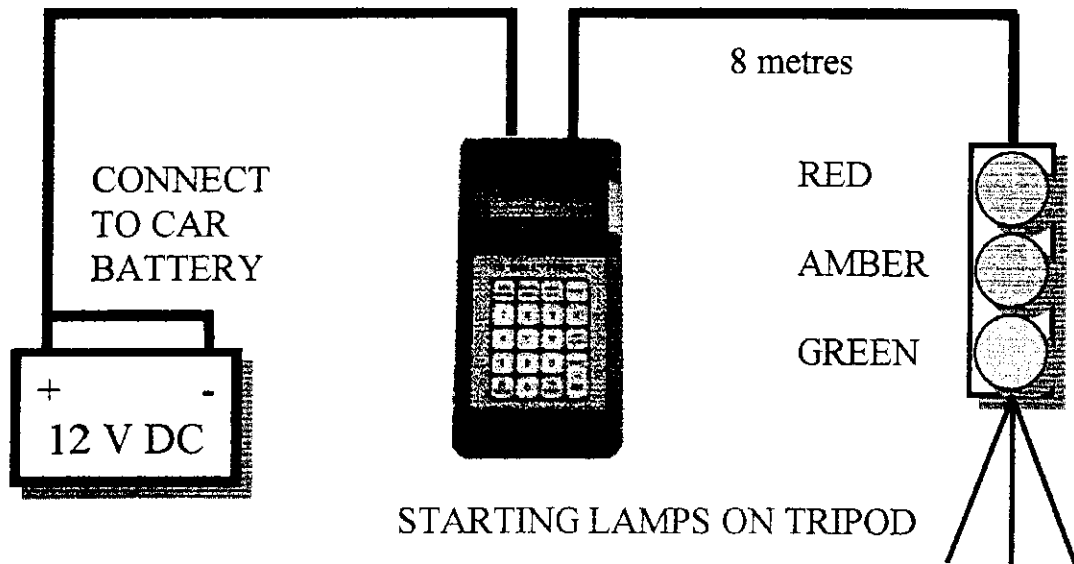 8 metres
CONNECT
TO CAR
BATTERY
RED
AMBER
GREEN
+ -
12 V DC
STARTING LAMPS ON TRIPOD